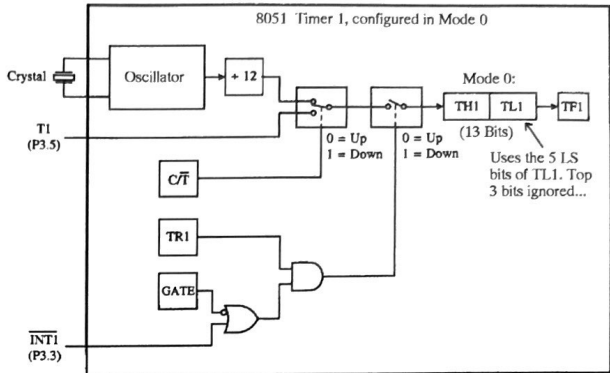 8051 Timer 1, configured in Mode 0
Crystal
Oscillator
÷ 12
Mode 0:
TH1 TL1 TF1
(13 Bits)
T1
(P3.5)
0 = Up
1 = Down
0 = Up
1 = Down
Uses the 5 LS
bits of TL1. Top
3 bits ignored...
C/T̅
TR1
GATE
I̅N̅T̅1̅
(P3.3)